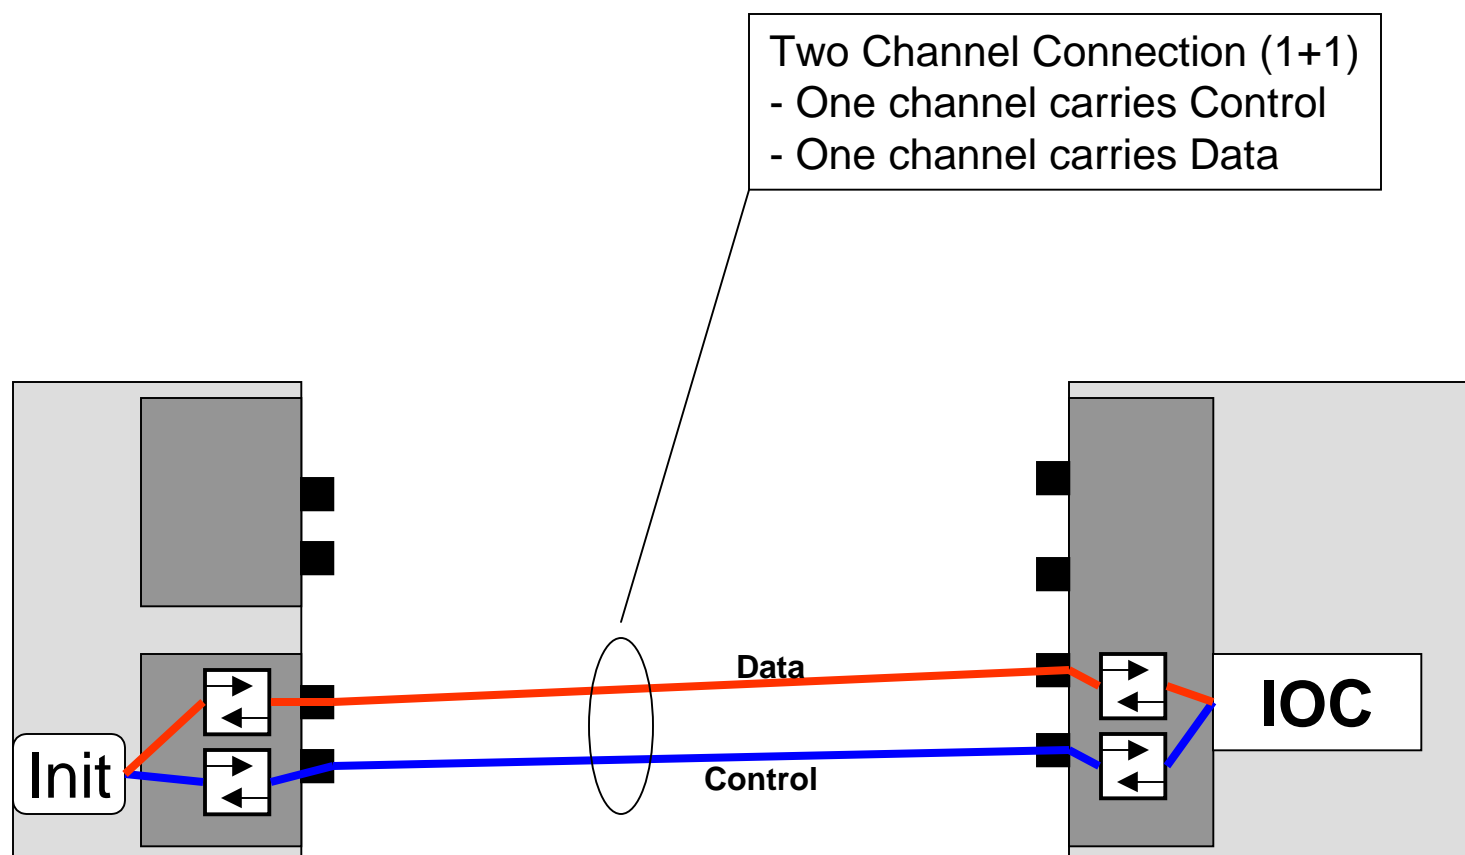 Two Channel Connection (1+1)
- One channel carries Control
- One channel carries Data
Data
IOC
Init
Control